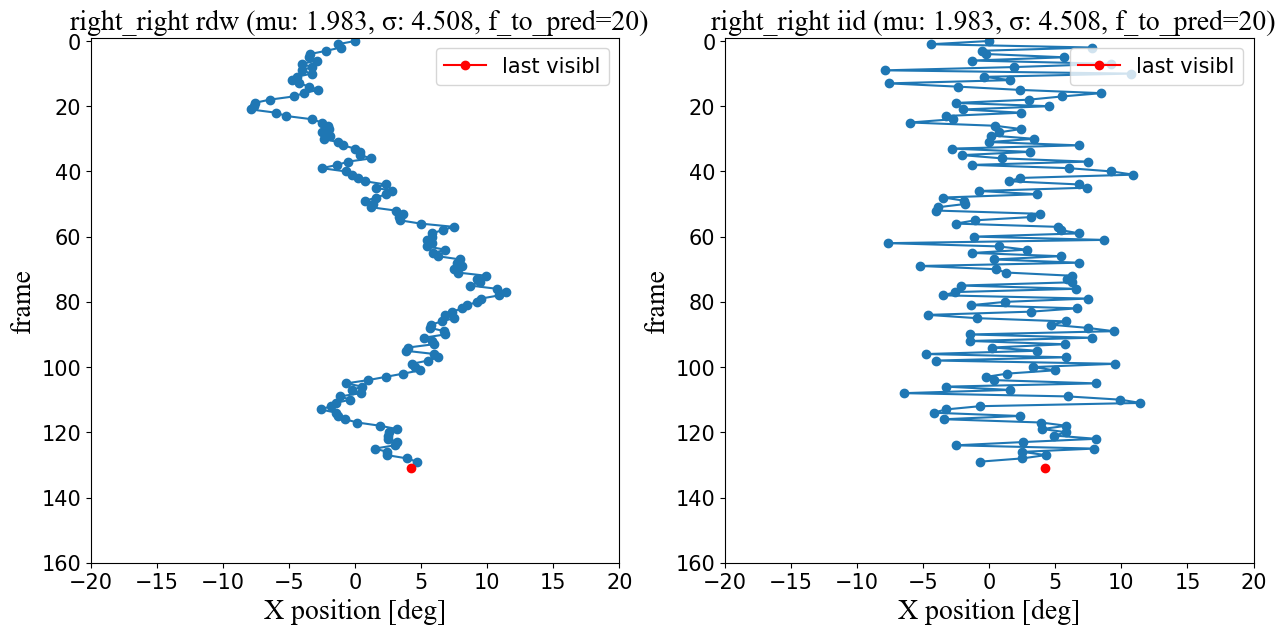 right_right rdw (mu: 1.983, σ: 4.508, f_to_pred=20)
last visibl
0
20
40
60
80
100
120
140
160
frame
−20 −15 −10 −5 0 5 10 15 20
X position [deg]
right_right iid (mu: 1.983, σ: 4.508, f_to_pred=20)
last visibl
0
20
40
60
80
100
120
140
160
frame
−20 −15 −10 −5 0 5 10 15 20
X position [deg]